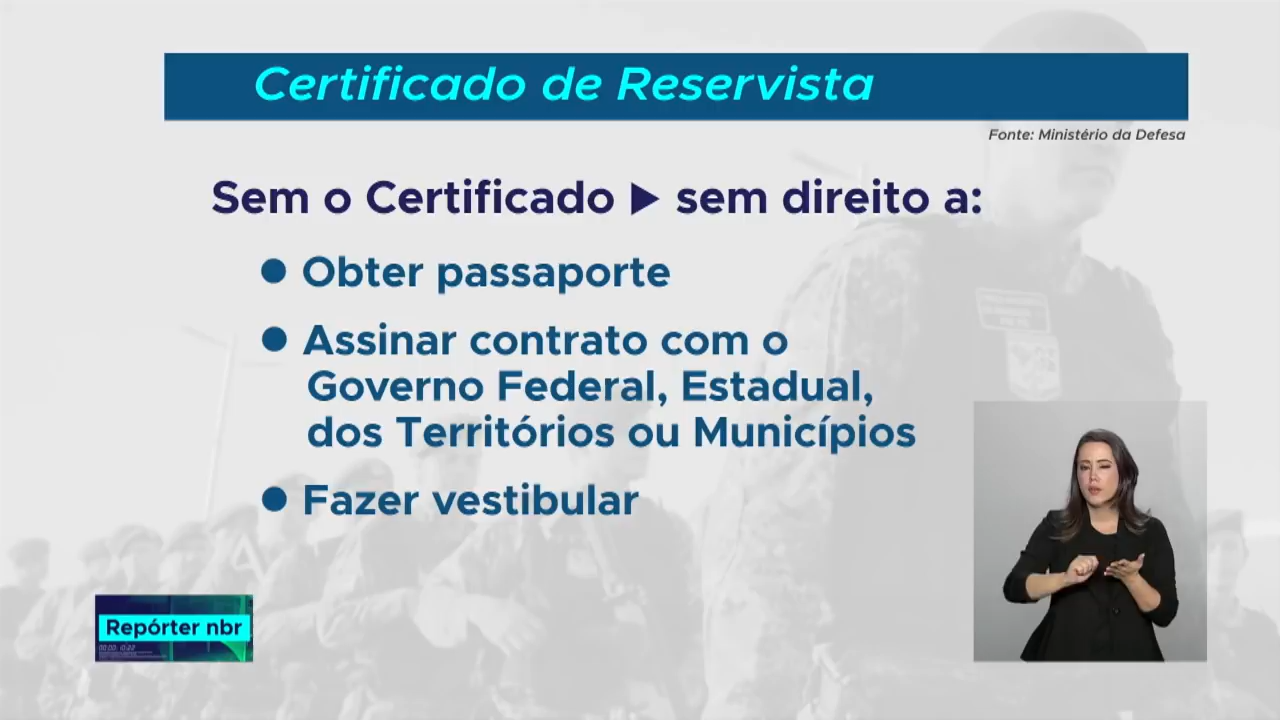 Certificado de Reservista
Fonte: Ministério da Defesa
Sem o Certificado ▶ sem direito a:
● Obter passaporte
● Assinar contrato com o
Governo Federal, Estadual,
dos Territórios ou Municípios
● Fazer vestibular
Repórter nbr